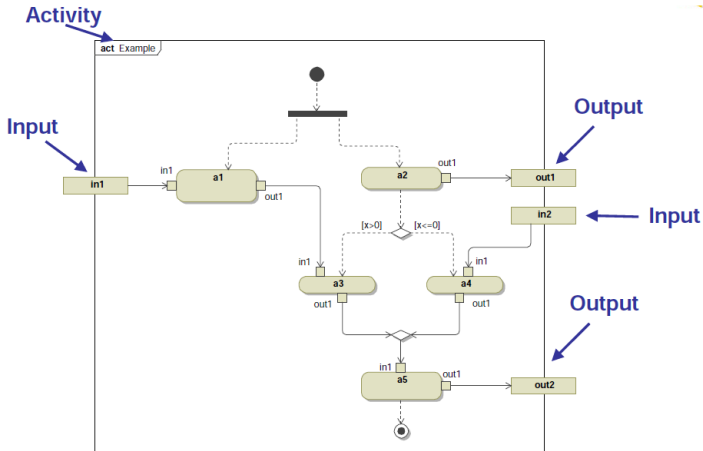 Activity
act Example
Output
Input
in1
a1
a2
out1
in1
out1
out1
in2
Input
[x>0]
[x<=0]
in1
in1
a3
a4
out1
out1
Output
in1
a5
out1
out2